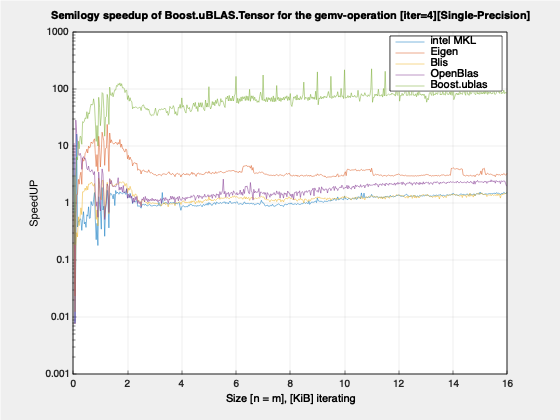 Semilogy speedup of Boost.uBLAS.Tensor for the gemv-operation [iter=4][Single-Precision]
intel MKL
Eigen
Blis
OpenBlas
Boost.ublas
1000
100
10
1
0.1
0.01
0.001
SpeedUP
0 2 4 6 8 10 12 14 16
Size [n = m], [KiB] iterating